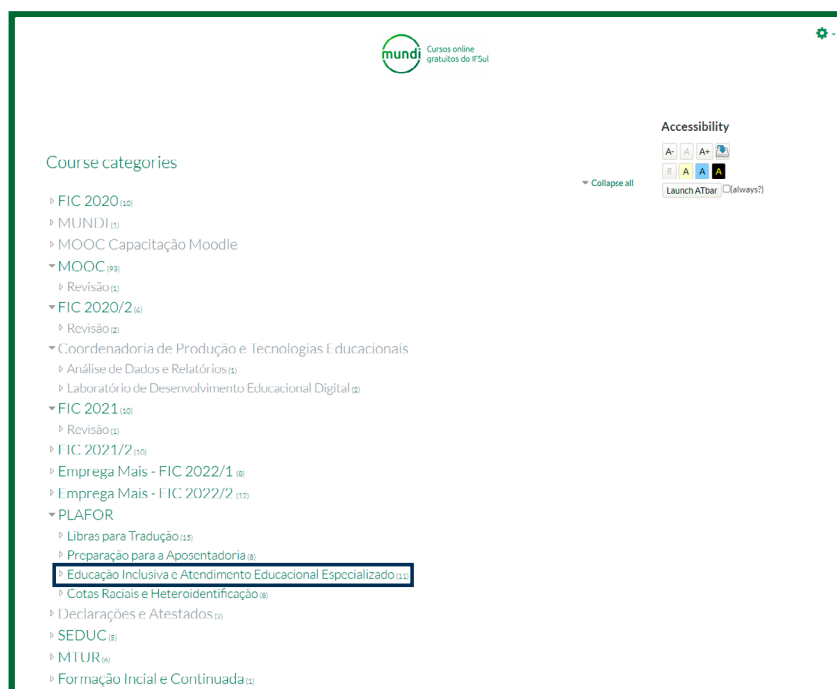 mundi Cursos online
gratuitos do IFSul
Accessibility
A- A A+
R A A A
Launch ATbar (always?)
Course categories
Collapse all
FIC 2020 (10)
MUNDI (1)
MOOC Capacitação Moodle
MOOC (93)
Revisão (1)
FIC 2020/2 (6)
Revisão (2)
Coordenadoria de Produção e Tecnologias Educacionais
Análise de Dados e Relatórios (1)
Laboratório de Desenvolvimento Educacional Digital (2)
FIC 2021 (10)
Revisão (1)
FIC 2021/2 (10)
Emprega Mais - FIC 2022/1 (8)
Emprega Mais - FIC 2022/2 (12)
PLAFOR
Libras para Tradução (15)
Preparação para a Aposentadoria (8)
Educação Inclusiva e Atendimento Educacional Especializado (11)
Cotas Raciais e Heteroidentificação (8)
Declarações e Atestados (2)
SEDUC (5)
MTUR (6)
Formação Incial e Continuada (1)